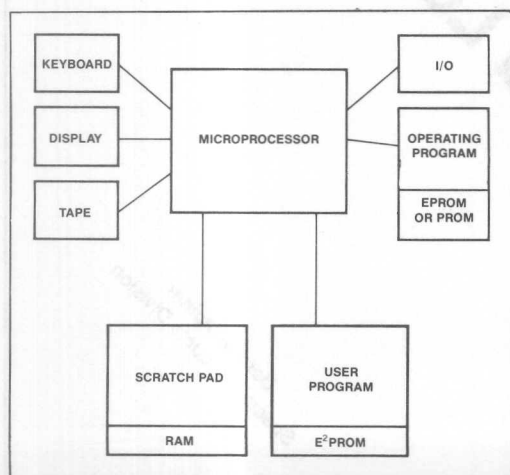 KEYBOARD
DISPLAY
TAPE
MICROPROCESSOR
I/O
OPERATING
PROGRAM
EPROM
OR PROM
SCRATCH PAD
RAM
USER
PROGRAM
E²PROM